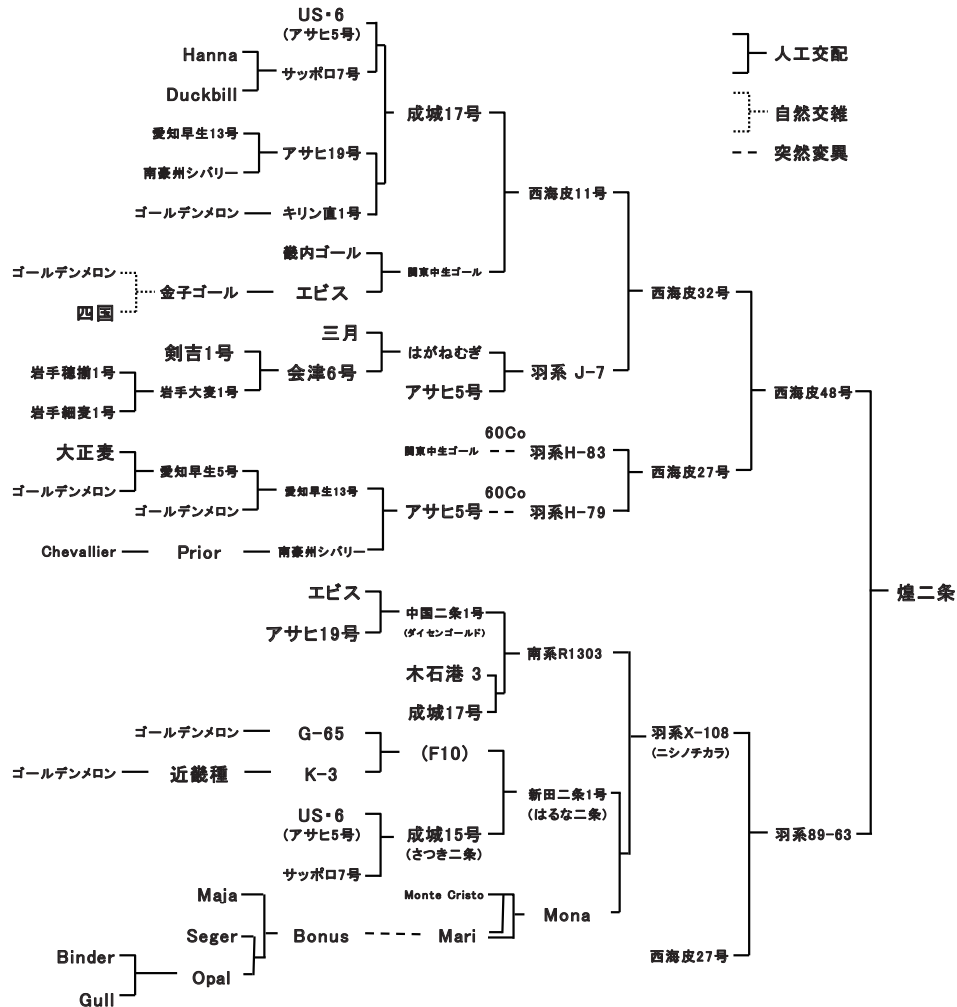 US・6
(アサヒ5号)
Hanna
サッポロ7号
Duckbill
人工交配
成城17号
自然交雑
愛知早生13号
アサヒ19号
突然変異
南豪州シバリー
西海皮11号
ゴールデンメロン
キリン直1号
畿内ゴール
ゴールデンメロン
関東中生ゴール
金子ゴール
エビス
西海皮32号
四国
三月
剣吉1号
はがねむぎ
岩手穂揃1号
会津6号
羽系 J-7
岩手大麦1号
アサヒ5号
西海皮48号
岩手細麦1号
60Co
大正麦
関東中生ゴール
羽系H-83
愛知早生5号
西海皮27号
ゴールデンメロン
愛知早生13号
60Co
ゴールデンメロン
アサヒ5号
羽系H-79
Chevallier
Prior
南豪州シバリー
エビス
煌二条
中国二条1号
(ダイセンゴールド)
アサヒ19号
南系R1303
木石港 3
成城17号
ゴールデンメロン
G-65
羽系X-108
(ニシノチカラ)
(F10)
ゴールデンメロン
近畿種
K-3
新田二条1号
(はるな二条)
US・6
(アサヒ5号)
成城15号
(さつき二条)
羽系89-63
サッポロ7号
Maja
Monte Cristo
Mona
Seger
Bonus
Mari
Binder
西海皮27号
Opal
Gull